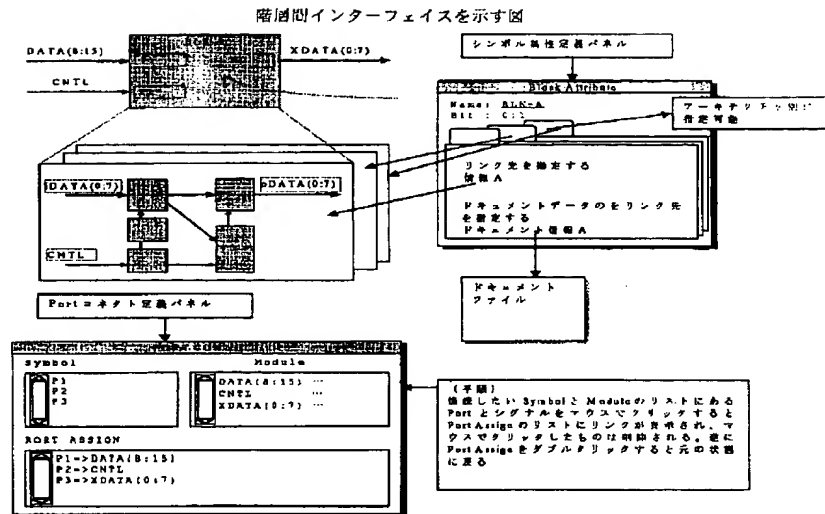 階層間インターフェイスを示す図
DATA(8:15)
XDATA(0:7)
CNTL
シンボル属性定義パネル
Block Attribute
Name: BLK-A
Bit : 0:1
アーキテクチャ別に
指定可能
リンク先を指定する
情報A
ドキュメントデータのをリンク先
を指定する
ドキュメント情報A
iDATA(0:7)
oDATA(0:7)
CNTL
ドキュメント
ファイル
Portコネクト定義パネル
Symbol
Module
P1
P2
P3
DATA(8:15) …
CNTL …
XDATA(0:7) …
PORT ASSIGN
P1=>DATA(8:15)
P2=>CNTL
P3=>XDATA(0:7)
(手順)
接続したいSymbolとModuleのリストにある
Portとシグナルをマウスでクリックすると
Port Assignのリストにリンクが表示され、マ
ウスでクリックしたものは削除される。逆に
Port Assignをダブルクリックすると元の状態
に戻る